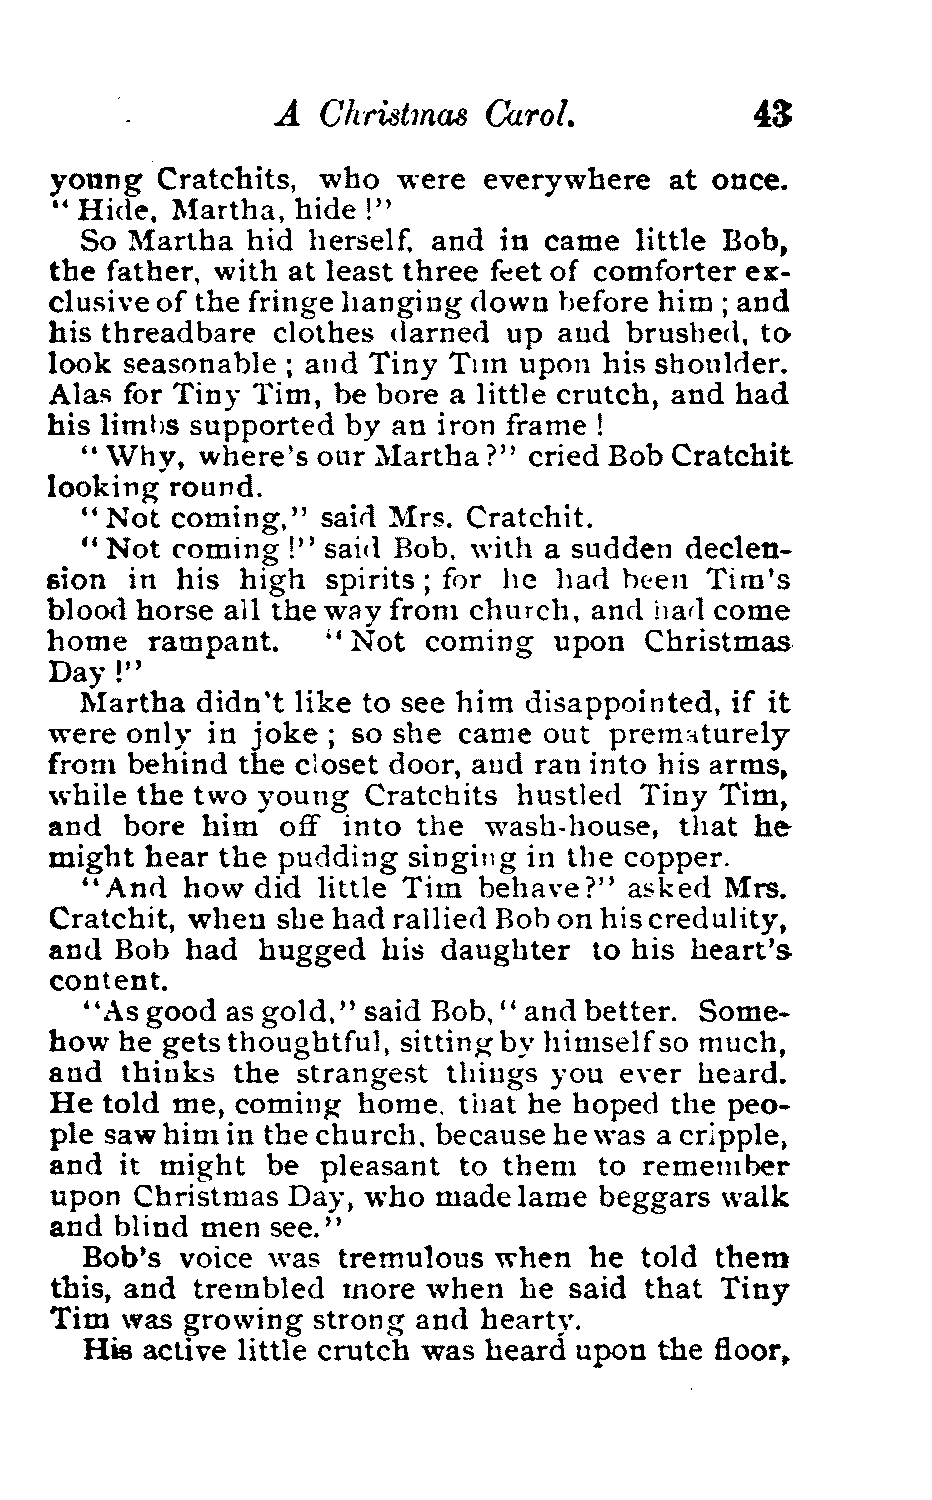 A Christmas Carol. 43
young Cratchits, who were everywhere at once.
“Hide, Martha, hide!”
So Martha hid herself, and in came little Bob,
the father, with at least three feet of comforter ex-
clusive of the fringe hanging down before him; and
his threadbare clothes darned up and brushed, to
look seasonable; and Tiny Tim upon his shoulder.
Alas for Tiny Tim, he bore a little crutch, and had
his limbs supported by an iron frame!
“Why, where's our Martha?” cried Bob Cratchit
looking round.
“Not coming,” said Mrs. Cratchit.
“Not coming!” said Bob, with a sudden declen-
sion in his high spirits; for he had been Tim's
blood horse all the way from church, and had come
home rampant. “Not coming upon Christmas
Day!”
Martha didn't like to see him disappointed, if it
were only in joke; so she came out prematurely
from behind the closet door, and ran into his arms,
while the two young Cratchits hustled Tiny Tim,
and bore him off into the wash-house, that he
might hear the pudding singing in the copper.
“And how did little Tim behave?” asked Mrs.
Cratchit, when she had rallied Bob on his credulity,
and Bob had hugged his daughter to his heart's
content.
“As good as gold,” said Bob, “and better. Some-
how he gets thoughtful, sitting by himself so much,
and thinks the strangest things you ever heard.
He told me, coming home, that he hoped the peo-
ple saw him in the church, because he was a cripple,
and it might be pleasant to them to remember
upon Christmas Day, who made lame beggars walk
and blind men see.”
Bob's voice was tremulous when he told them
this, and trembled more when he said that Tiny
Tim was growing strong and hearty.
His active little crutch was heard upon the floor,